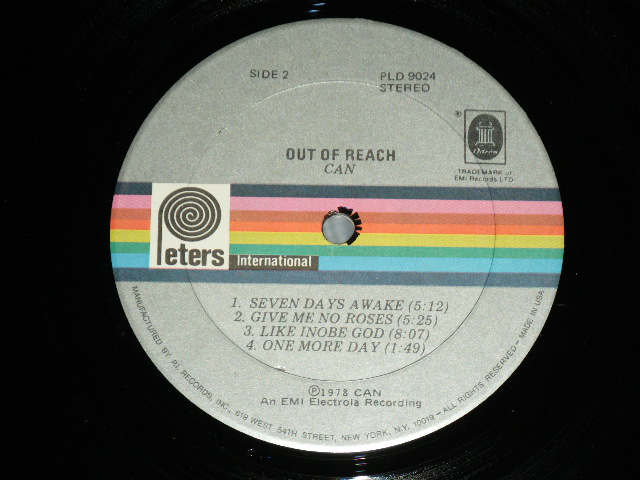 SIDE 2
PLD 9024
STEREO
OUT OF REACH
CAN
®
Odeon
TRADEMARK of
EMI Records LTD
Peters
International
1. SEVEN DAYS AWAKE (5:12)
2. GIVE ME NO ROSES (5:25)
3. LIKE INOBE GOD (8:07)
4. ONE MORE DAY (1:49)
Ⓟ1978 CAN
An EMI Electrola Recording
MANUFACTURED BY P.I. RECORDS, INC., 619 WEST 54TH STREET, NEW YORK, N.Y. 10019 – ALL RIGHTS RESERVED – MADE IN USA